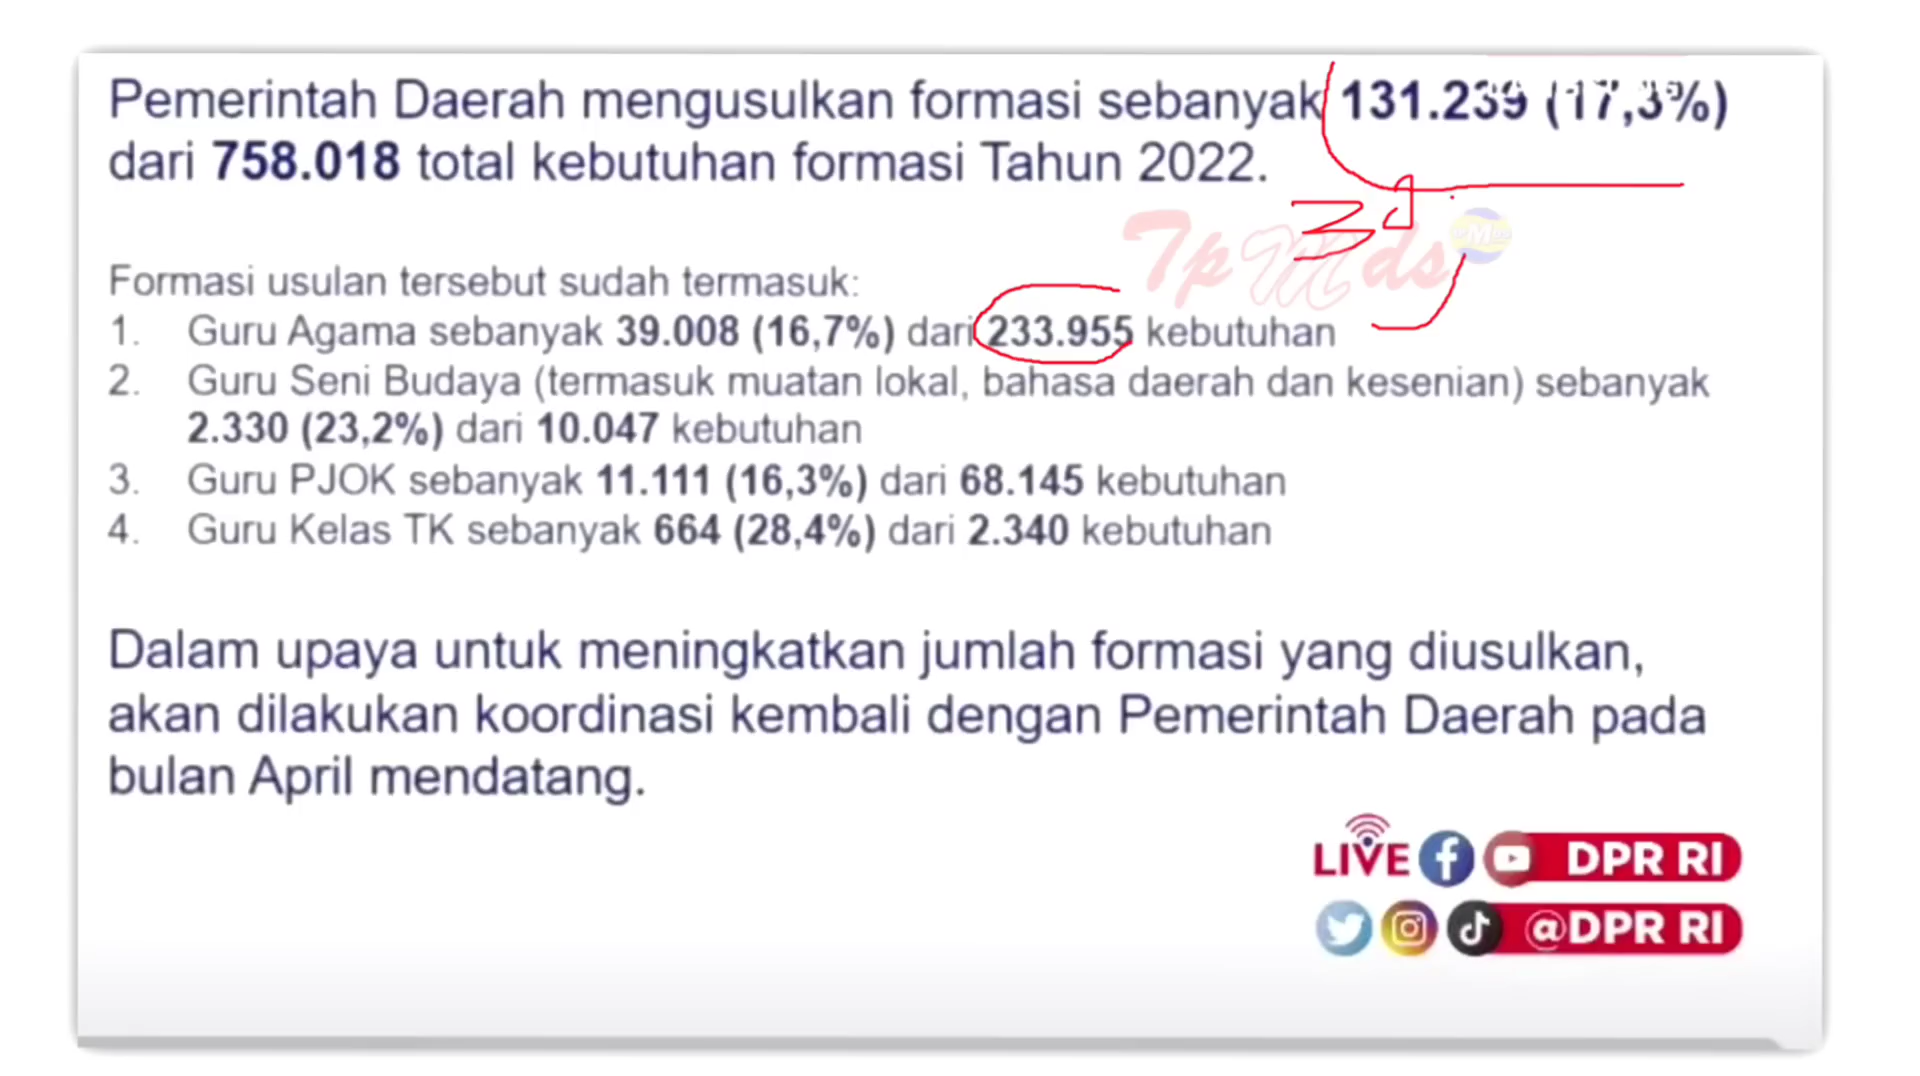 Pemerintah Daerah mengusulkan formasi sebanyak 131.239 (17,3%)
dari 758.018 total kebutuhan formasi Tahun 2022.
39
Tp Mds
Formasi usulan tersebut sudah termasuk:
1. Guru Agama sebanyak 39.008 (16,7%) dari 233.955 kebutuhan
2. Guru Seni Budaya (termasuk muatan lokal, bahasa daerah dan kesenian) sebanyak
2.330 (23,2%) dari 10.047 kebutuhan
3. Guru PJOK sebanyak 11.111 (16,3%) dari 68.145 kebutuhan
4. Guru Kelas TK sebanyak 664 (28,4%) dari 2.340 kebutuhan
Dalam upaya untuk meningkatkan jumlah formasi yang diusulkan,
akan dilakukan koordinasi kembali dengan Pemerintah Daerah pada
bulan April mendatang.
LIVE DPR RI
@DPR RI